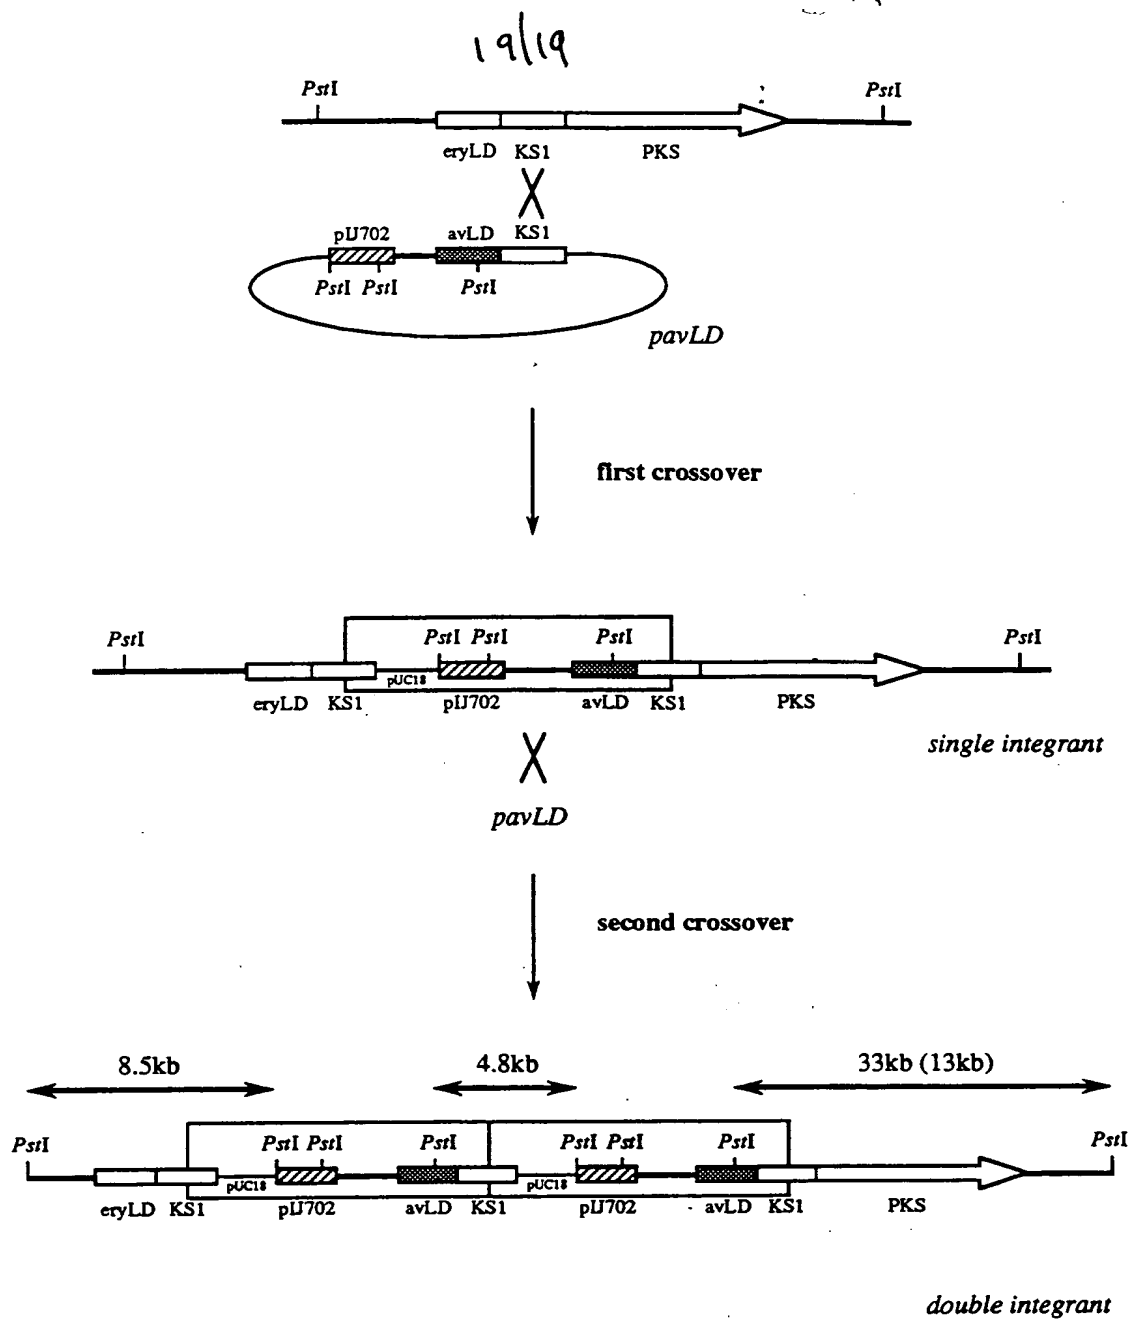 19/19
PstI PstI
eryLD KS1 PKS
pIJ702 avLD KS1
PstI PstI PstI
pavLD
first crossover
PstI PstI PstI PstI PstI
pUC18
eryLD KS1 pIJ702 avLD KS1 PKS
single integrant
pavLD
second crossover
8.5kb 4.8kb 33kb (13kb)
PstI PstI PstI PstI PstI PstI PstI PstI
pUC18 pUC18
eryLD KS1 pIJ702 avLD KS1 pIJ702 avLD KS1 PKS
double integrant